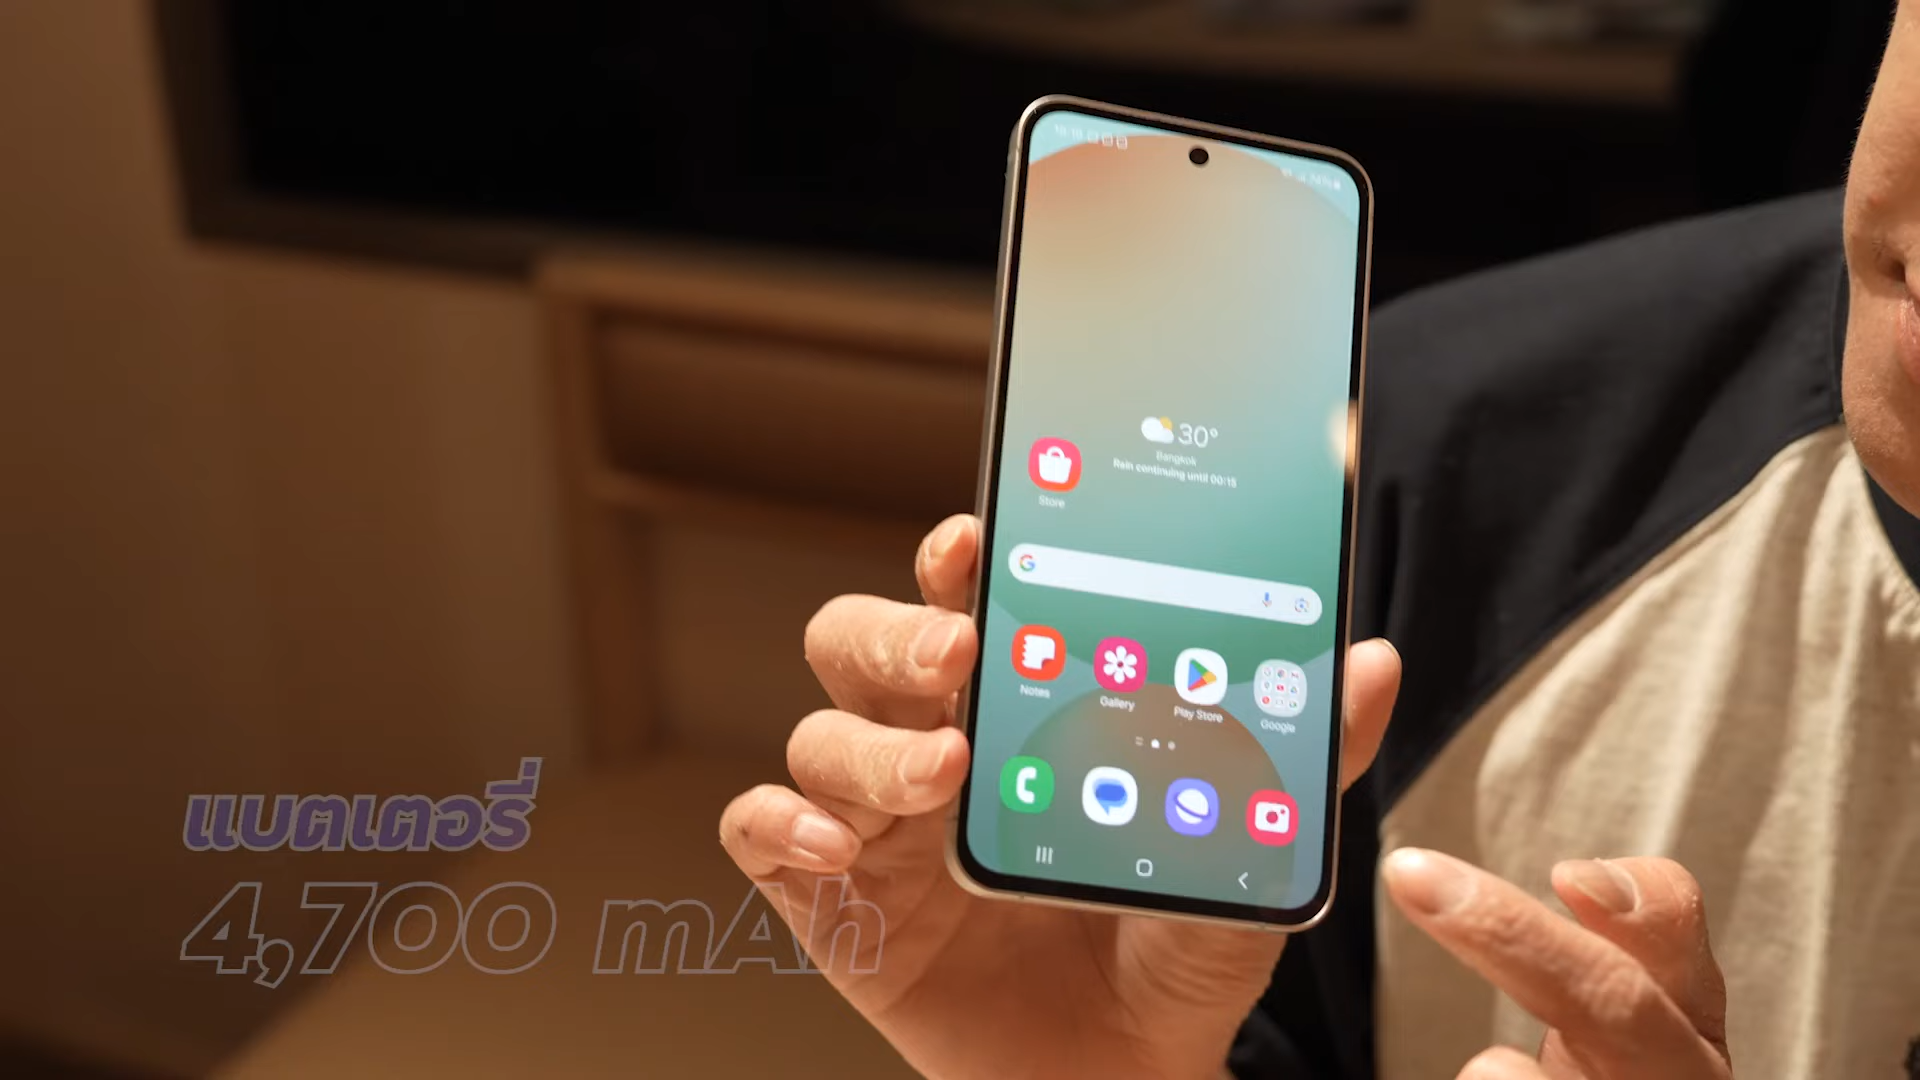 30°
Bangkok
Rain continuing until 00:15
Store
Notes
Gallery
Play Store
Google
แบตเตอรี่
4,700 mAh